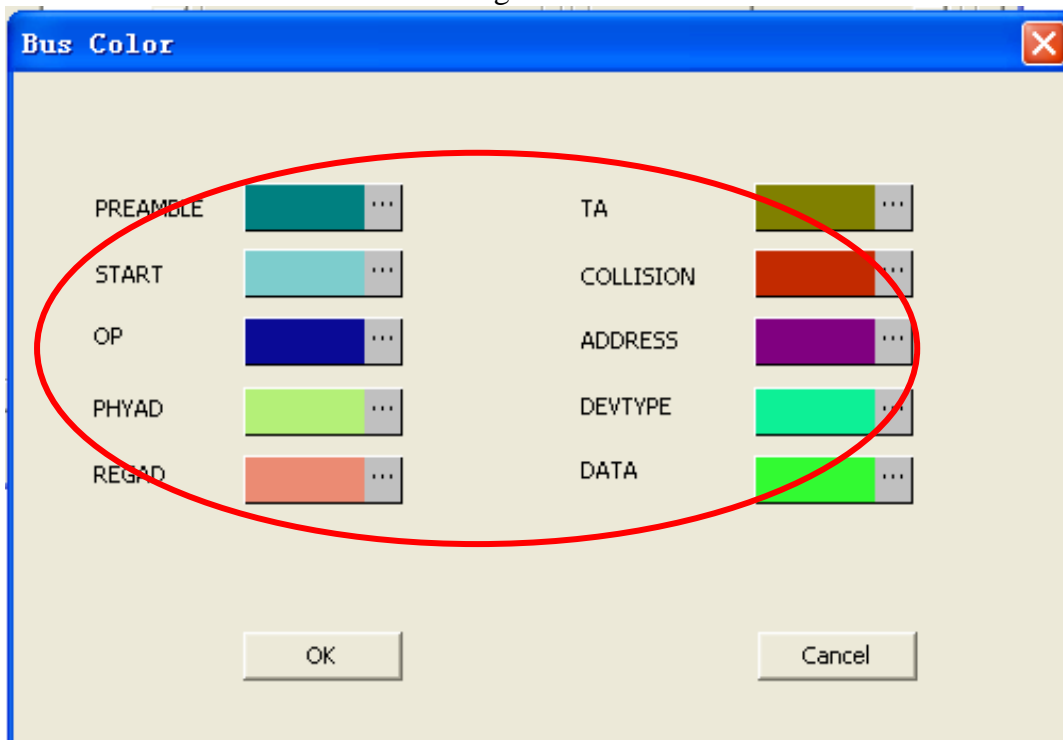 Bus Color
PREAMBLE ...
START ...
OP ...
PHYAD ...
REGAD ...
TA ...
COLLISION ...
ADDRESS ...
DEVTYPE ...
DATA ...
OK
Cancel